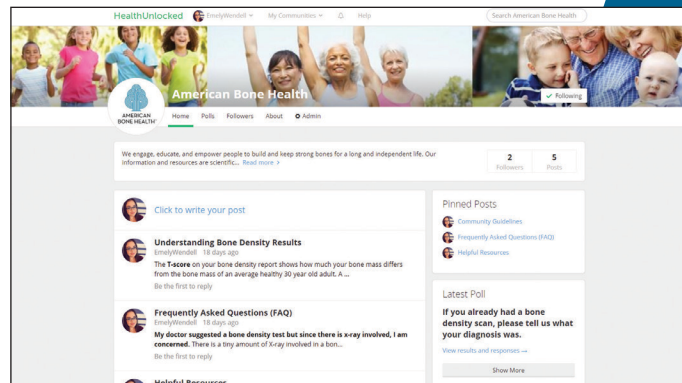 HealthUnlocked EmelyWendell My Communities Help Search American Bone Health
American Bone Health
Following
AMERICAN
BONE HEALTH
Home Polls Followers About Admin
We engage, educate, and empower people to build and keep strong bones for a long and independent life. Our
information and resources are scientific... Read more >
2
Followers
5
Posts
Click to write your post
Understanding Bone Density Results
EmelyWendell 18 days ago
The T-score on your bone density report shows how much your bone mass differs
from the bone mass of an average healthy 30 year old adult. A ...
Be the first to reply
Frequently Asked Questions (FAQ)
EmelyWendell 18 days ago
My doctor suggested a bone density test but since there is x-ray involved, I am
concerned. There is a tiny amount of X-ray involved in a bon...
Be the first to reply
Helpful Resources
Pinned Posts
Community Guidelines
Frequently Asked Questions (FAQ)
Helpful Resources
Latest Poll
If you already had a bone
density scan, please tell us what
your diagnosis was.
View results and responses →
Show More